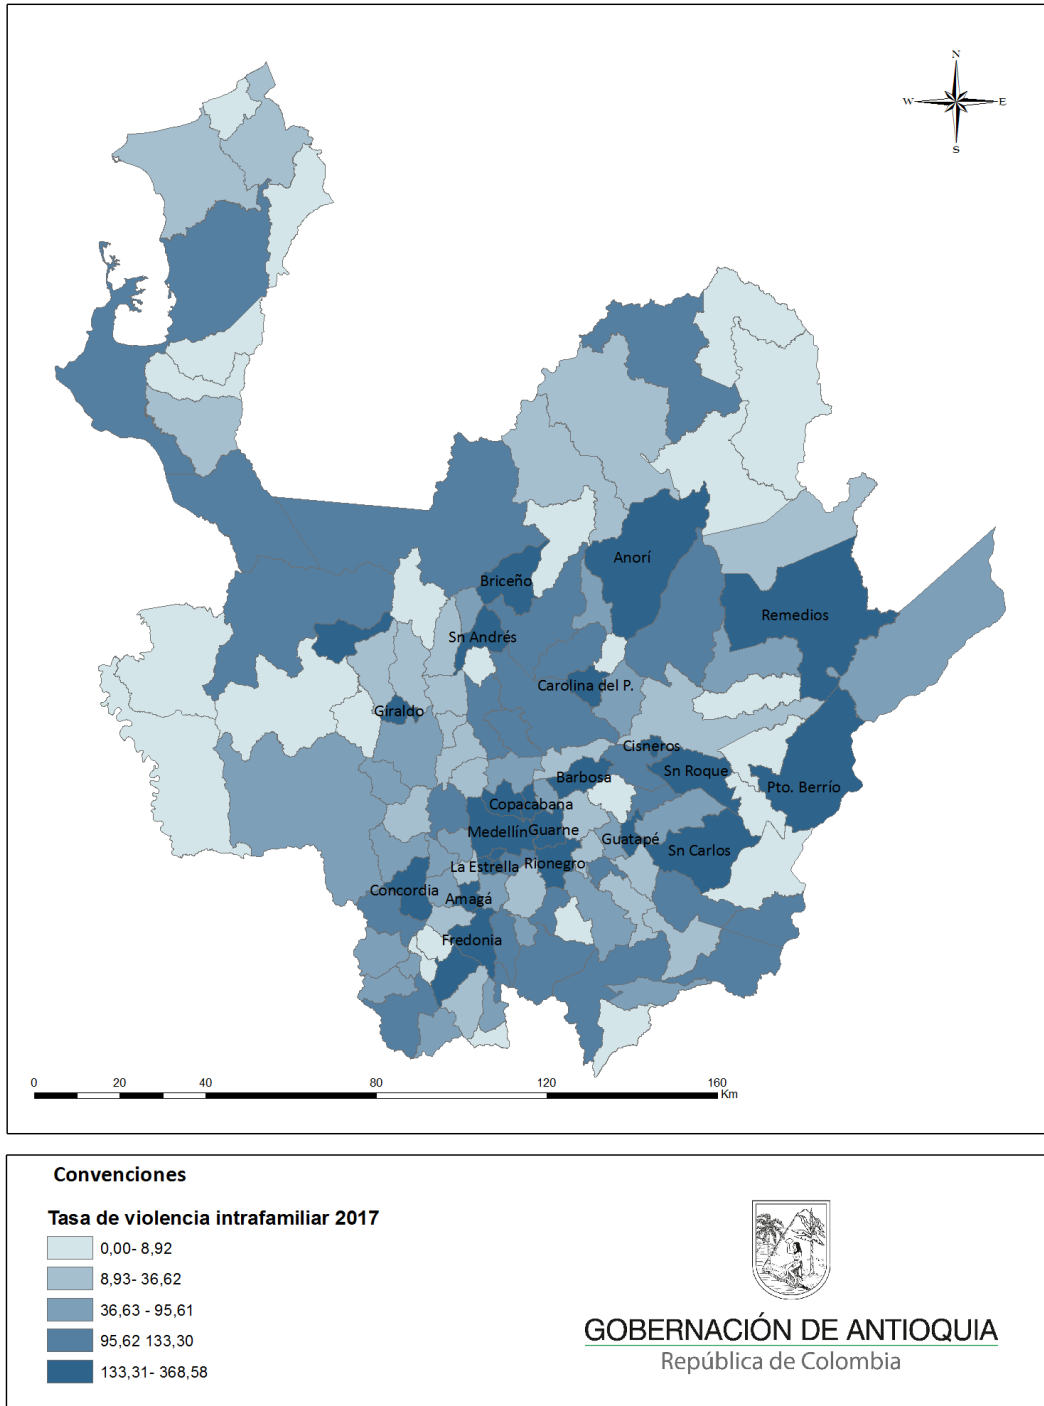 N
W E
S
Anorí
Briceño
Remedios
Sn Andrés
Carolina del P.
Giraldo
Cisneros
Sn Roque
Barbosa
Pto. Berrío
Copacabana
Medellín
Guarne
Guatapé
Sn Carlos
La Estrella
Rionegro
Concordia
Amagá
Fredonia
0 20 40 80 120 160
Km
Convenciones
Tasa de violencia intrafamiliar 2017
0,00- 8,92
8,93- 36,62
36,63 - 95,61
95,62 133,30
133,31- 368,58
GOBERNACIÓN DE ANTIOQUIA
República de Colombia